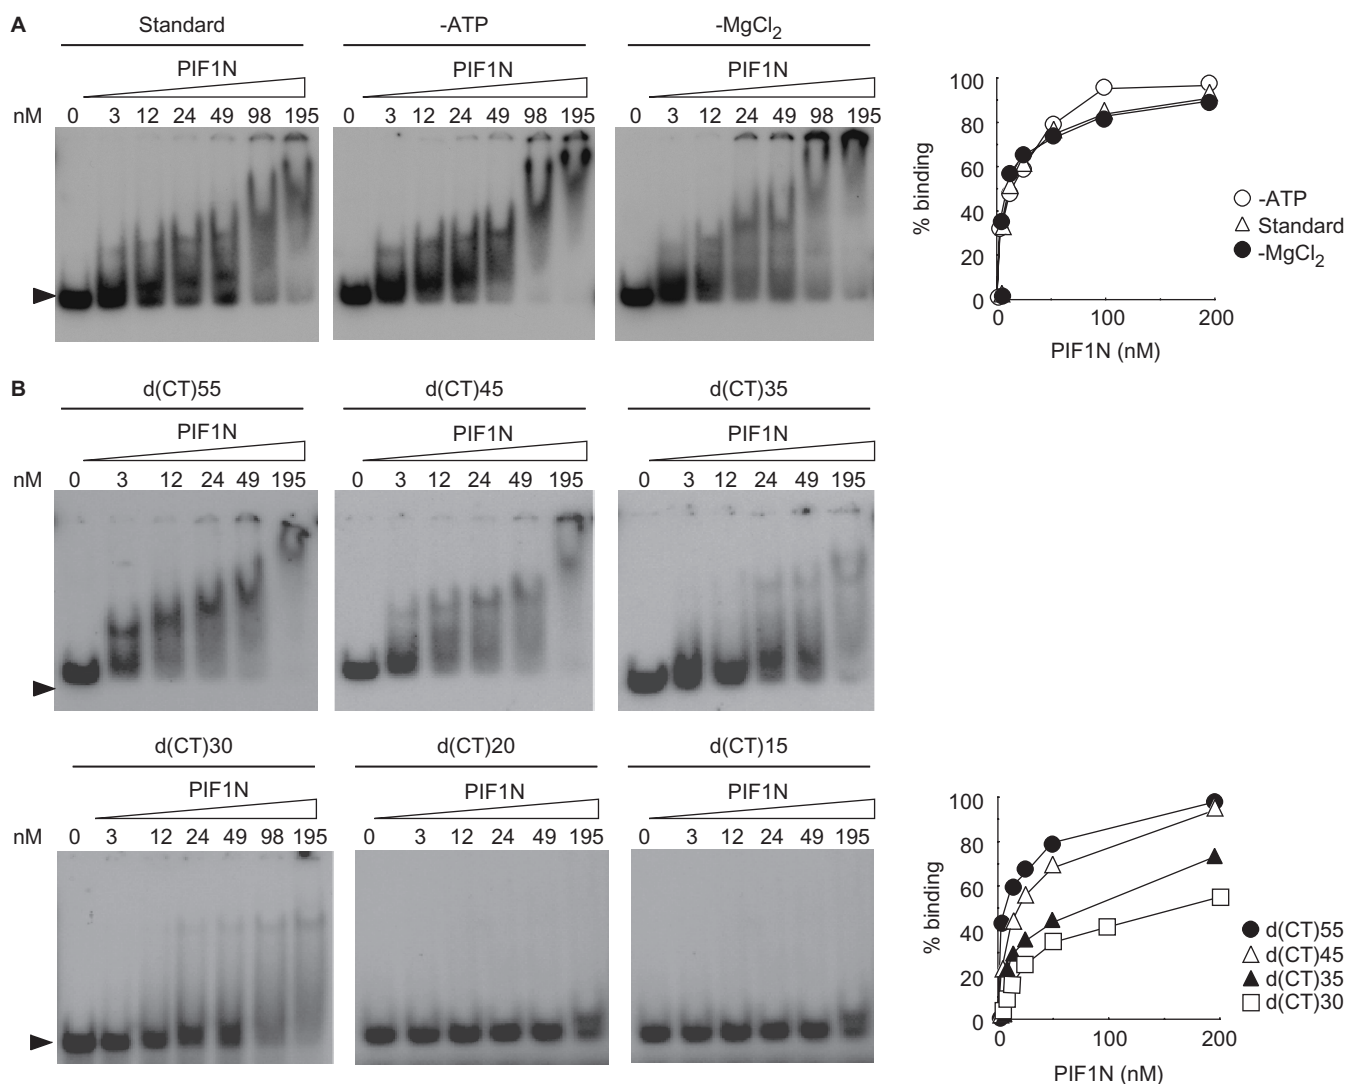 A
Standard
-ATP
-MgCl2
PIF1N
PIF1N
PIF1N
nM 0 3 12 24 49 98 195
0 3 12 24 49 98 195
0 3 12 24 49 98 195
100
80
60
40
20
0
% binding
0 100 200
PIF1N (nM)
-ATP
Standard
-MgCl2
B
d(CT)55
d(CT)45
d(CT)35
PIF1N
PIF1N
PIF1N
nM 0 3 12 24 49 195
0 3 12 24 49 195
0 3 12 24 49 195
d(CT)30
d(CT)20
d(CT)15
PIF1N
PIF1N
PIF1N
nM 0 3 12 24 49 98 195
0 3 12 24 49 195
0 3 12 24 49 195
100
80
60
40
20
0
% binding
0 100 200
PIF1N (nM)
d(CT)55
d(CT)45
d(CT)35
d(CT)30